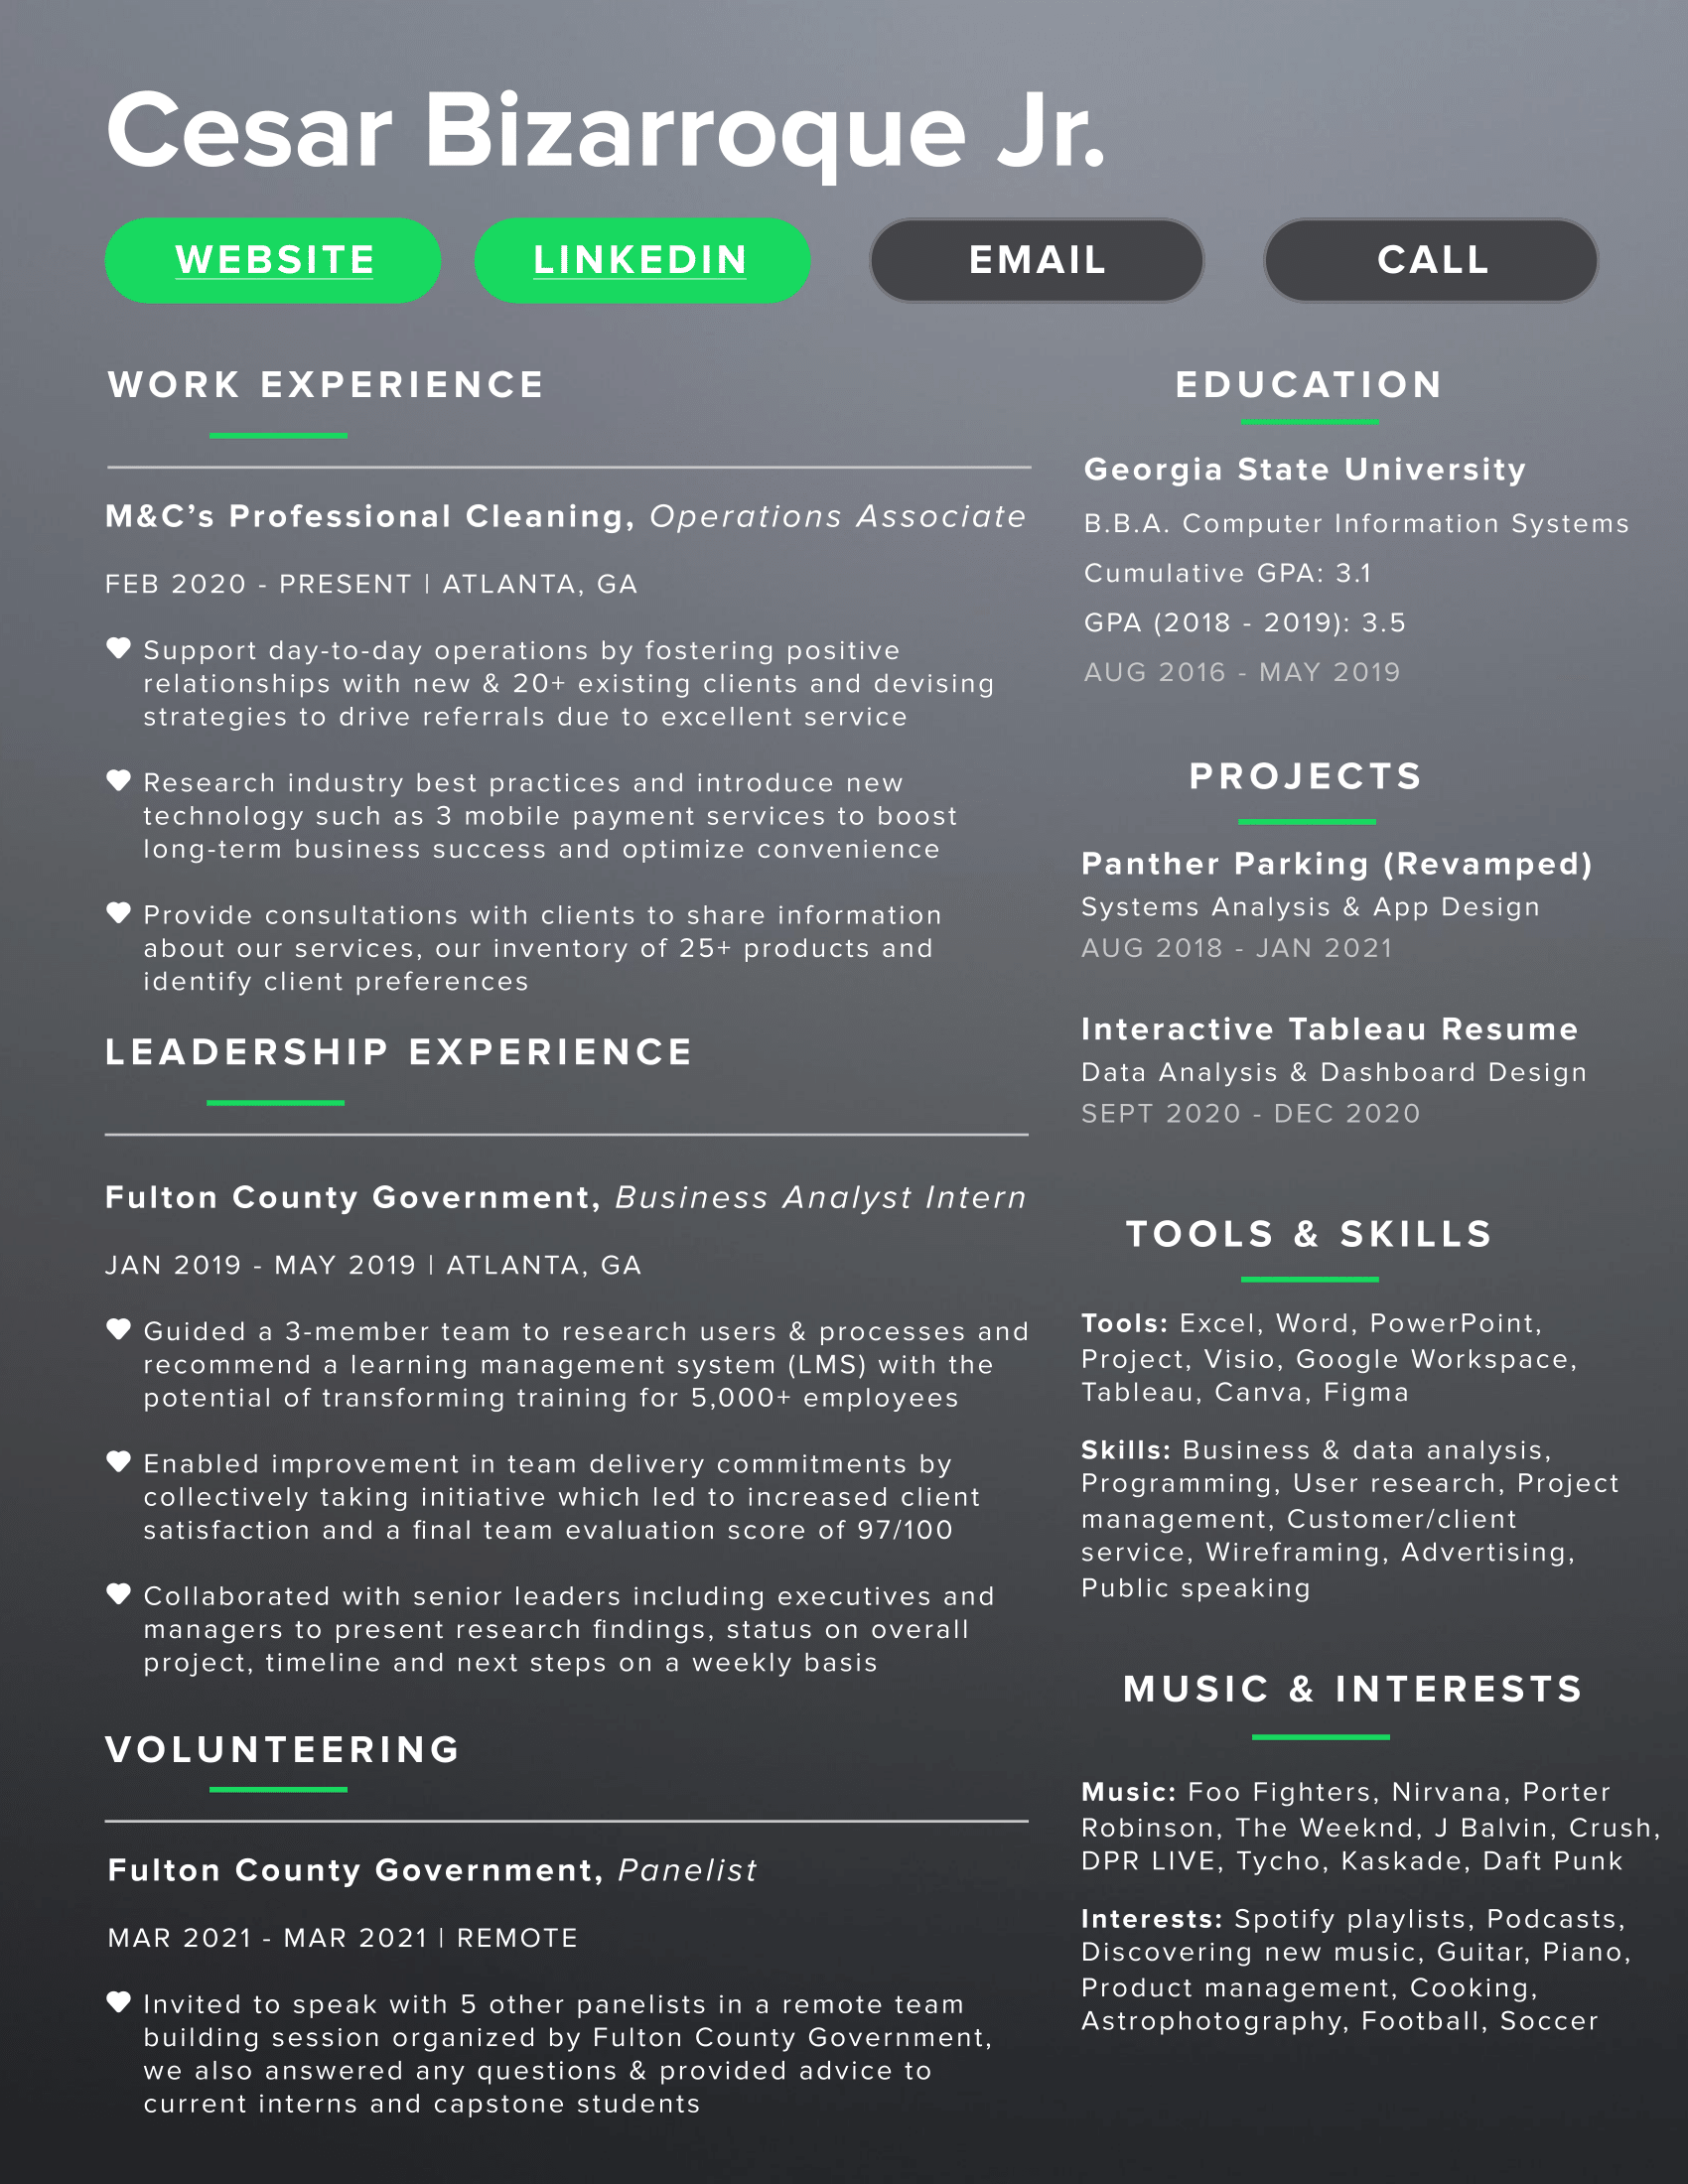 Cesar Bizarroque Jr.
WEBSITE
LINKEDIN
EMAIL
CALL
WORK EXPERIENCE
M&C’s Professional Cleaning, Operations Associate
FEB 2020 - PRESENT | ATLANTA, GA
Support day-to-day operations by fostering positive
relationships with new & 20+ existing clients and devising
strategies to drive referrals due to excellent service
Research industry best practices and introduce new
technology such as 3 mobile payment services to boost
long-term business success and optimize convenience
Provide consultations with clients to share information
about our services, our inventory of 25+ products and
identify client preferences
LEADERSHIP EXPERIENCE
Fulton County Government, Business Analyst Intern
JAN 2019 - MAY 2019 | ATLANTA, GA
Guided a 3-member team to research users & processes and
recommend a learning management system (LMS) with the
potential of transforming training for 5,000+ employees
Enabled improvement in team delivery commitments by
collectively taking initiative which led to increased client
satisfaction and a final team evaluation score of 97/100
Collaborated with senior leaders including executives and
managers to present research findings, status on overall
project, timeline and next steps on a weekly basis
VOLUNTEERING
Fulton County Government, Panelist
MAR 2021 - MAR 2021 | REMOTE
Invited to speak with 5 other panelists in a remote team
building session organized by Fulton County Government,
we also answered any questions & provided advice to
current interns and capstone students
EDUCATION
Georgia State University
B.B.A. Computer Information Systems
Cumulative GPA: 3.1
GPA (2018 - 2019): 3.5
AUG 2016 - MAY 2019
PROJECTS
Panther Parking (Revamped)
Systems Analysis & App Design
AUG 2018 - JAN 2021
Interactive Tableau Resume
Data Analysis & Dashboard Design
SEPT 2020 - DEC 2020
TOOLS & SKILLS
Tools: Excel, Word, PowerPoint,
Project, Visio, Google Workspace,
Tableau, Canva, Figma
Skills: Business & data analysis,
Programming, User research, Project
management, Customer/client
service, Wireframing, Advertising,
Public speaking
MUSIC & INTERESTS
Music: Foo Fighters, Nirvana, Porter
Robinson, The Weeknd, J Balvin, Crush,
DPR LIVE, Tycho, Kaskade, Daft Punk
Interests: Spotify playlists, Podcasts,
Discovering new music, Guitar, Piano,
Product management, Cooking,
Astrophotography, Football, Soccer